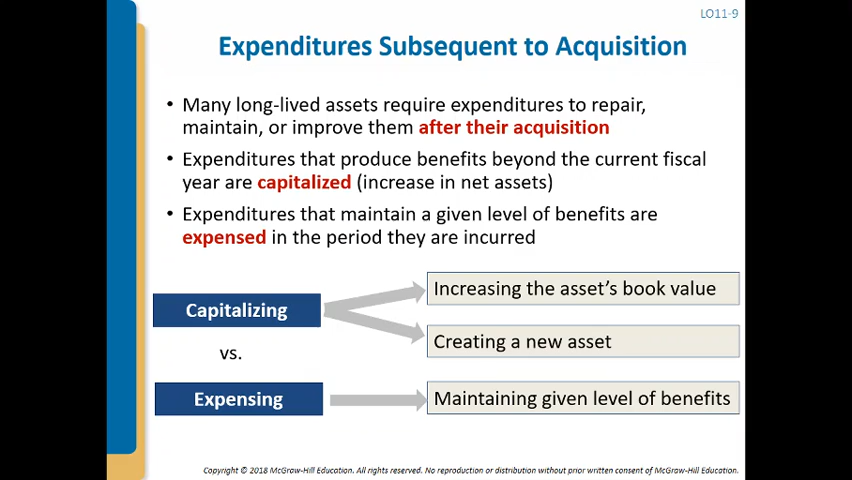 LO11-9
Expenditures Subsequent to Acquisition
• Many long-lived assets require expenditures to repair,
maintain, or improve them after their acquisition
• Expenditures that produce benefits beyond the current fiscal
year are capitalized (increase in net assets)
• Expenditures that maintain a given level of benefits are
expensed in the period they are incurred
Increasing the asset's book value
Capitalizing
Creating a new asset
vs.
Expensing
Maintaining given level of benefits
Copyright © 2018 McGraw-Hill Education. All rights reserved. No reproduction or distribution without prior written consent of McGraw-Hill Education.